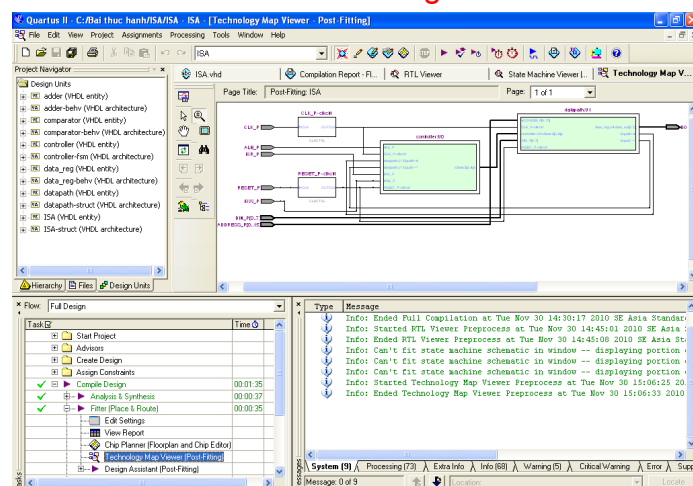 Quartus II - C:/Bai thuc hanh/ISA/ISA - ISA - [Technology Map Viewer - Post-Fitting]
File Edit View Project Assignments Processing Tools Window Help
ISA
Project Navigator
ISA.vhd
Compilation Report - Fl...
RTL Viewer
State Machine Viewer |...
Technology Map V...
Design Units
adder (VHDL entity)
adder-behv (VHDL architecture)
comparator (VHDL entity)
comparator-behv (VHDL architecture)
controller (VHDL entity)
controller-fsm (VHDL architecture)
data_reg (VHDL entity)
data_reg-behv (VHDL architecture)
datapath (VHDL entity)
datapath-struct (VHDL architecture)
ISA (VHDL entity)
ISA-struct (VHDL architecture)
Hierarchy
Files
Design Units
Page Title: Post-Fitting: ISA
Page: 1 of 1
datapath:U1
CLK_P~clkctrl
CLK_P
controller:U0
ALE_P
RESET_P~clkctrl
RESET_P
Flow: Full Design
Task
Time
Start Project
Advisors
Create Design
Assign Constraints
Compile Design 00:01:35
Analysis & Synthesis 00:00:37
Fitter (Place & Route) 00:00:35
Edit Settings
View Report
Chip Planner (Floorplan and Chip Editor)
Technology Map Viewer (Post-Fitting)
Design Assistant (Post-Fitting)
Type Message
Info: Ended Full Compilation at Tue Nov 30 14:30:17 2010 SE Asia Standar
Info: Started RTL Viewer Preprocess at Tue Nov 30 14:45:01 2010 SE Asia
Info: Ended RTL Viewer Preprocess at Tue Nov 30 14:45:08 2010 SE Asia St
Info: Can't fit state machine schematic in window -- displaying portion
Info: Can't fit state machine schematic in window -- displaying portion
Info: Can't fit state machine schematic in window -- displaying portion
Info: Started Technology Map Viewer Preprocess at Tue Nov 30 15:06:25 20
Info: Ended Technology Map Viewer Preprocess at Tue Nov 30 15:06:33 2010
System (9)
Processing (73)
Extra Info
Info (68)
Warning (5)
Critical Warning
Error
Supp
Message: 0 of 9
Location:
Locate